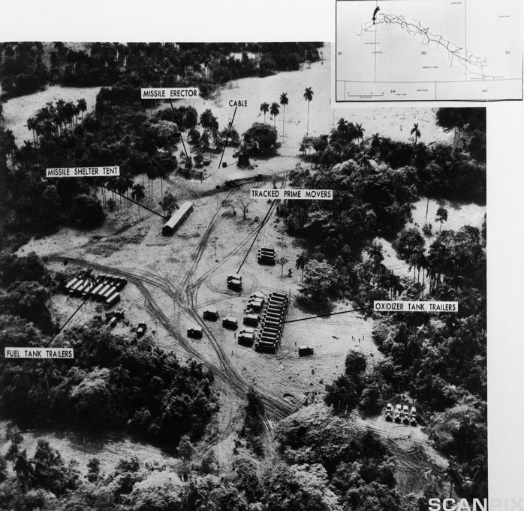 MISSILE ERECTOR
CABLE
MISSILE SHELTER TENT
TRACKED PRIME MOVERS
OXIDIZER TANK TRAILERS
FUEL TANK TRAILERS
SCANPIX